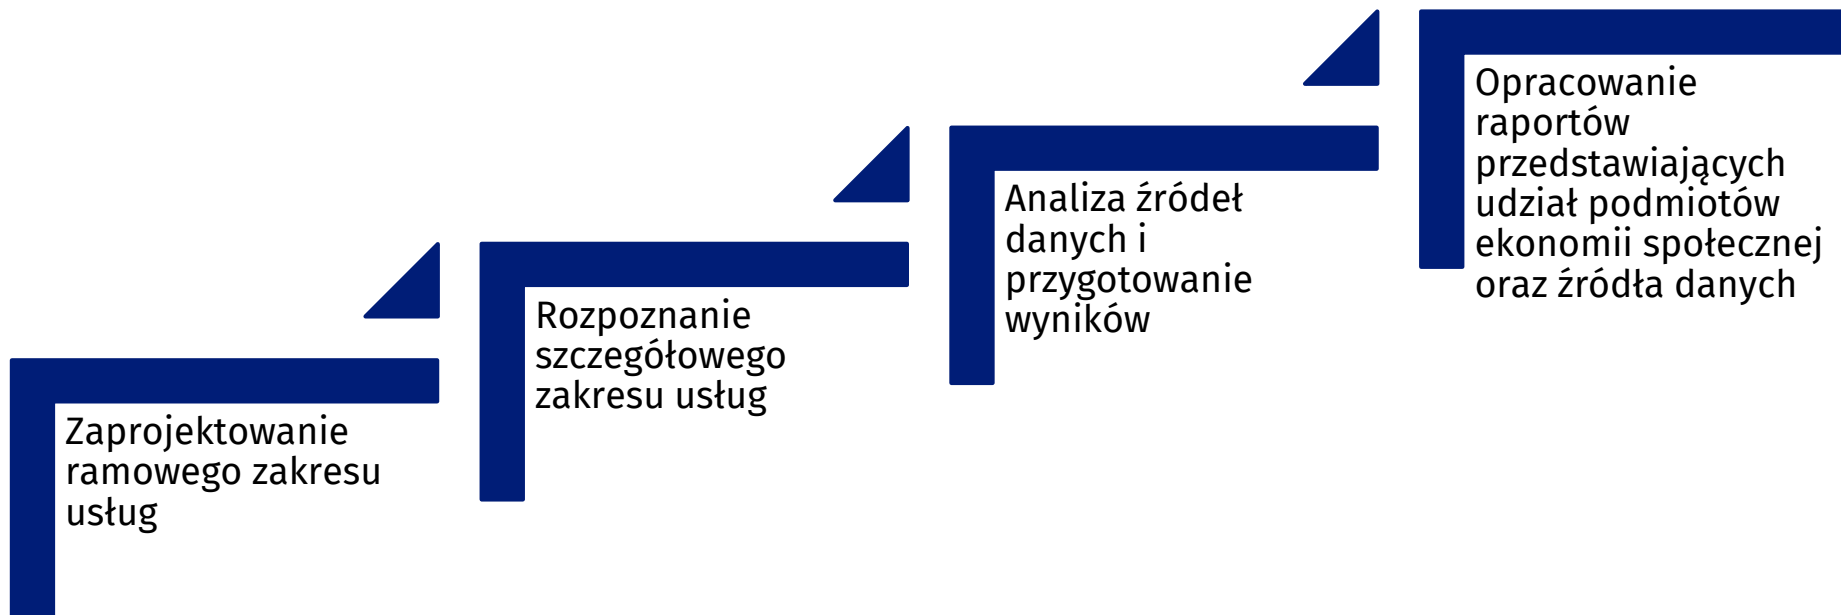 Zaprojektowanie
ramowego zakresu
usług
Rozpoznanie
szczegółowego
zakresu usług
Analiza źródeł
danych i
przygotowanie
wyników
Opracowanie
raportów
przedstawiających
udział podmiotów
ekonomii społecznej
oraz źródła danych